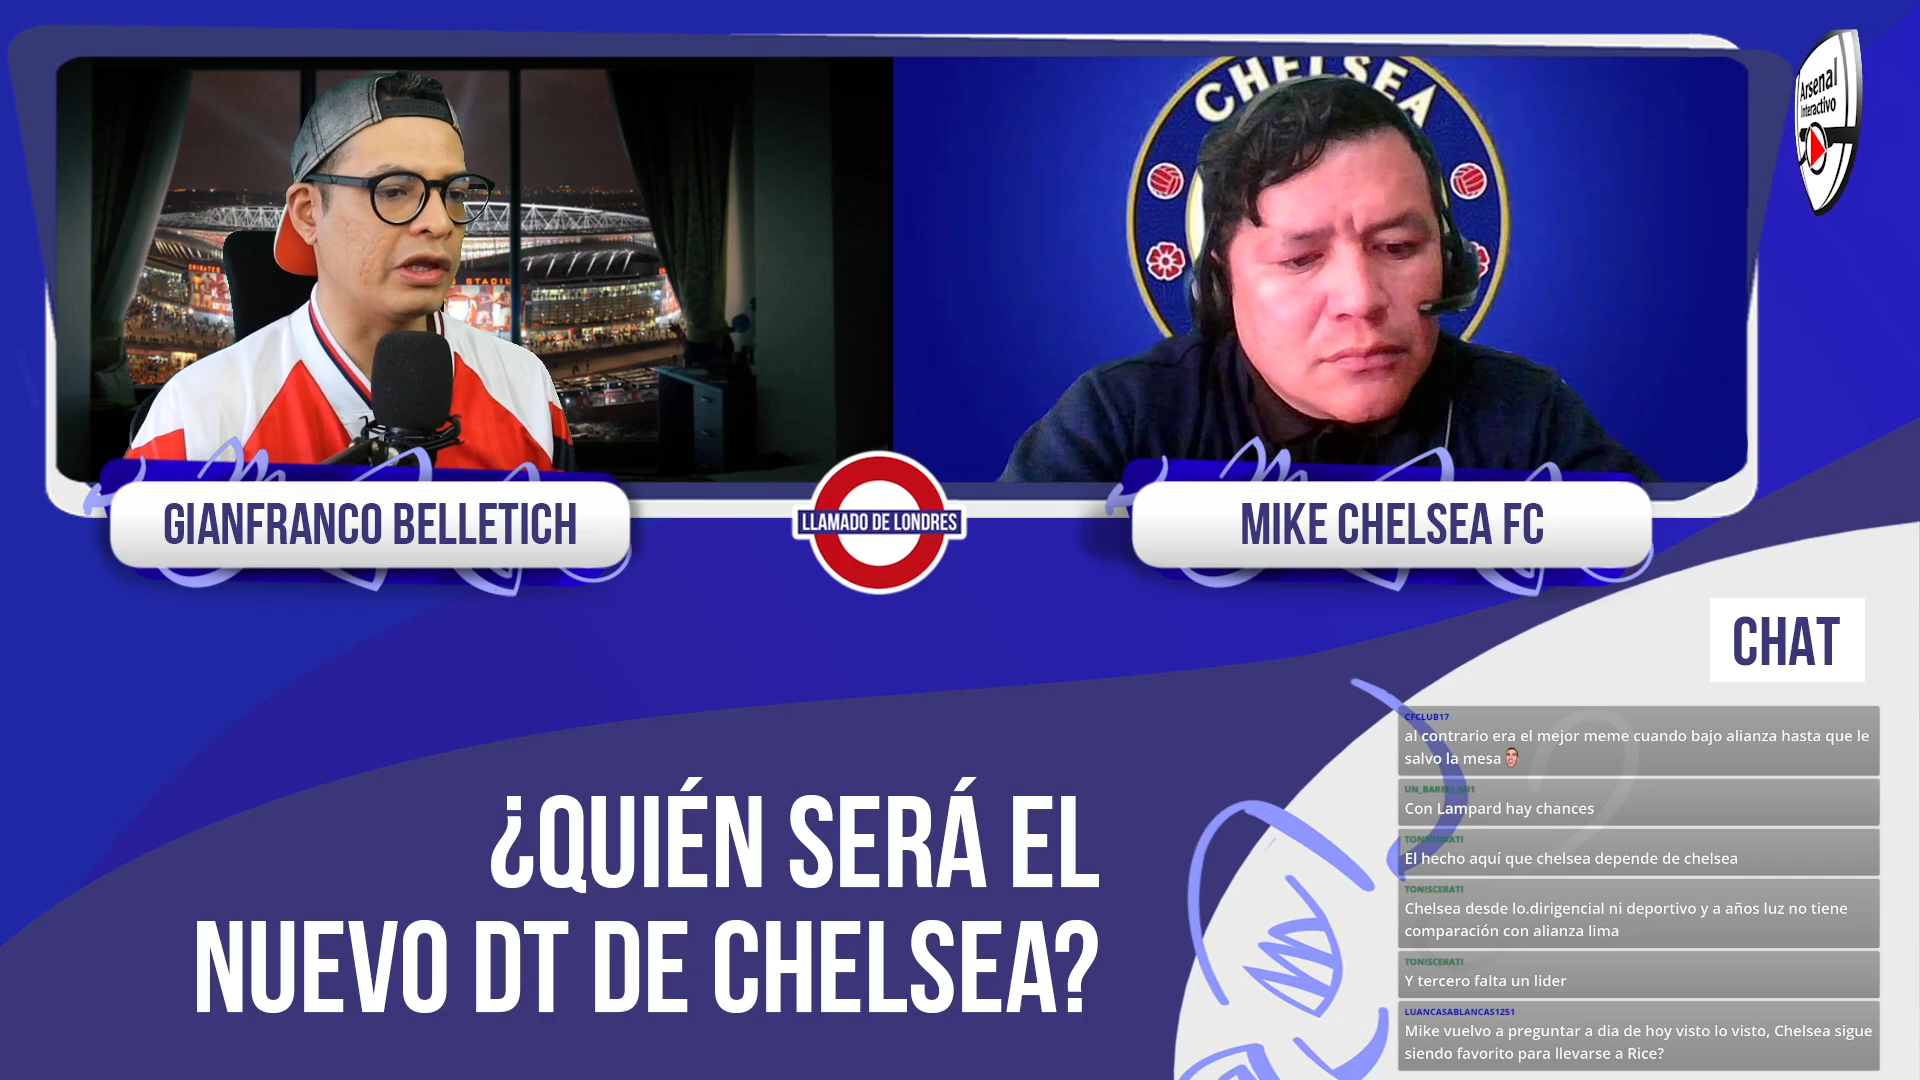 CHELSEA
Arsenal
Interactivo
EMIRATES
STADIU
GIANFRANCO BELLETICH
LLAMADO DE LONDRES
MIKE CHELSEA FC
CHAT
CFCLUB17
al contrario era el mejor meme cuando bajo alianza hasta que le
salvo la mesa
Con Lampard hay chances
El hecho aquí que chelsea depende de chelsea
TONISCERATI
Chelsea desde lo.dirigencial ni deportivo y a años luz no tiene
comparación con alianza lima
TONISCERATI
Y tercero falta un lider
LUANCASABLANCAS1251
Mike vuelvo a preguntar a dia de hoy visto lo visto, Chelsea sigue
siendo favorito para llevarse a Rice?
¿QUIÉN SERÁ EL
NUEVO DT DE CHELSEA?